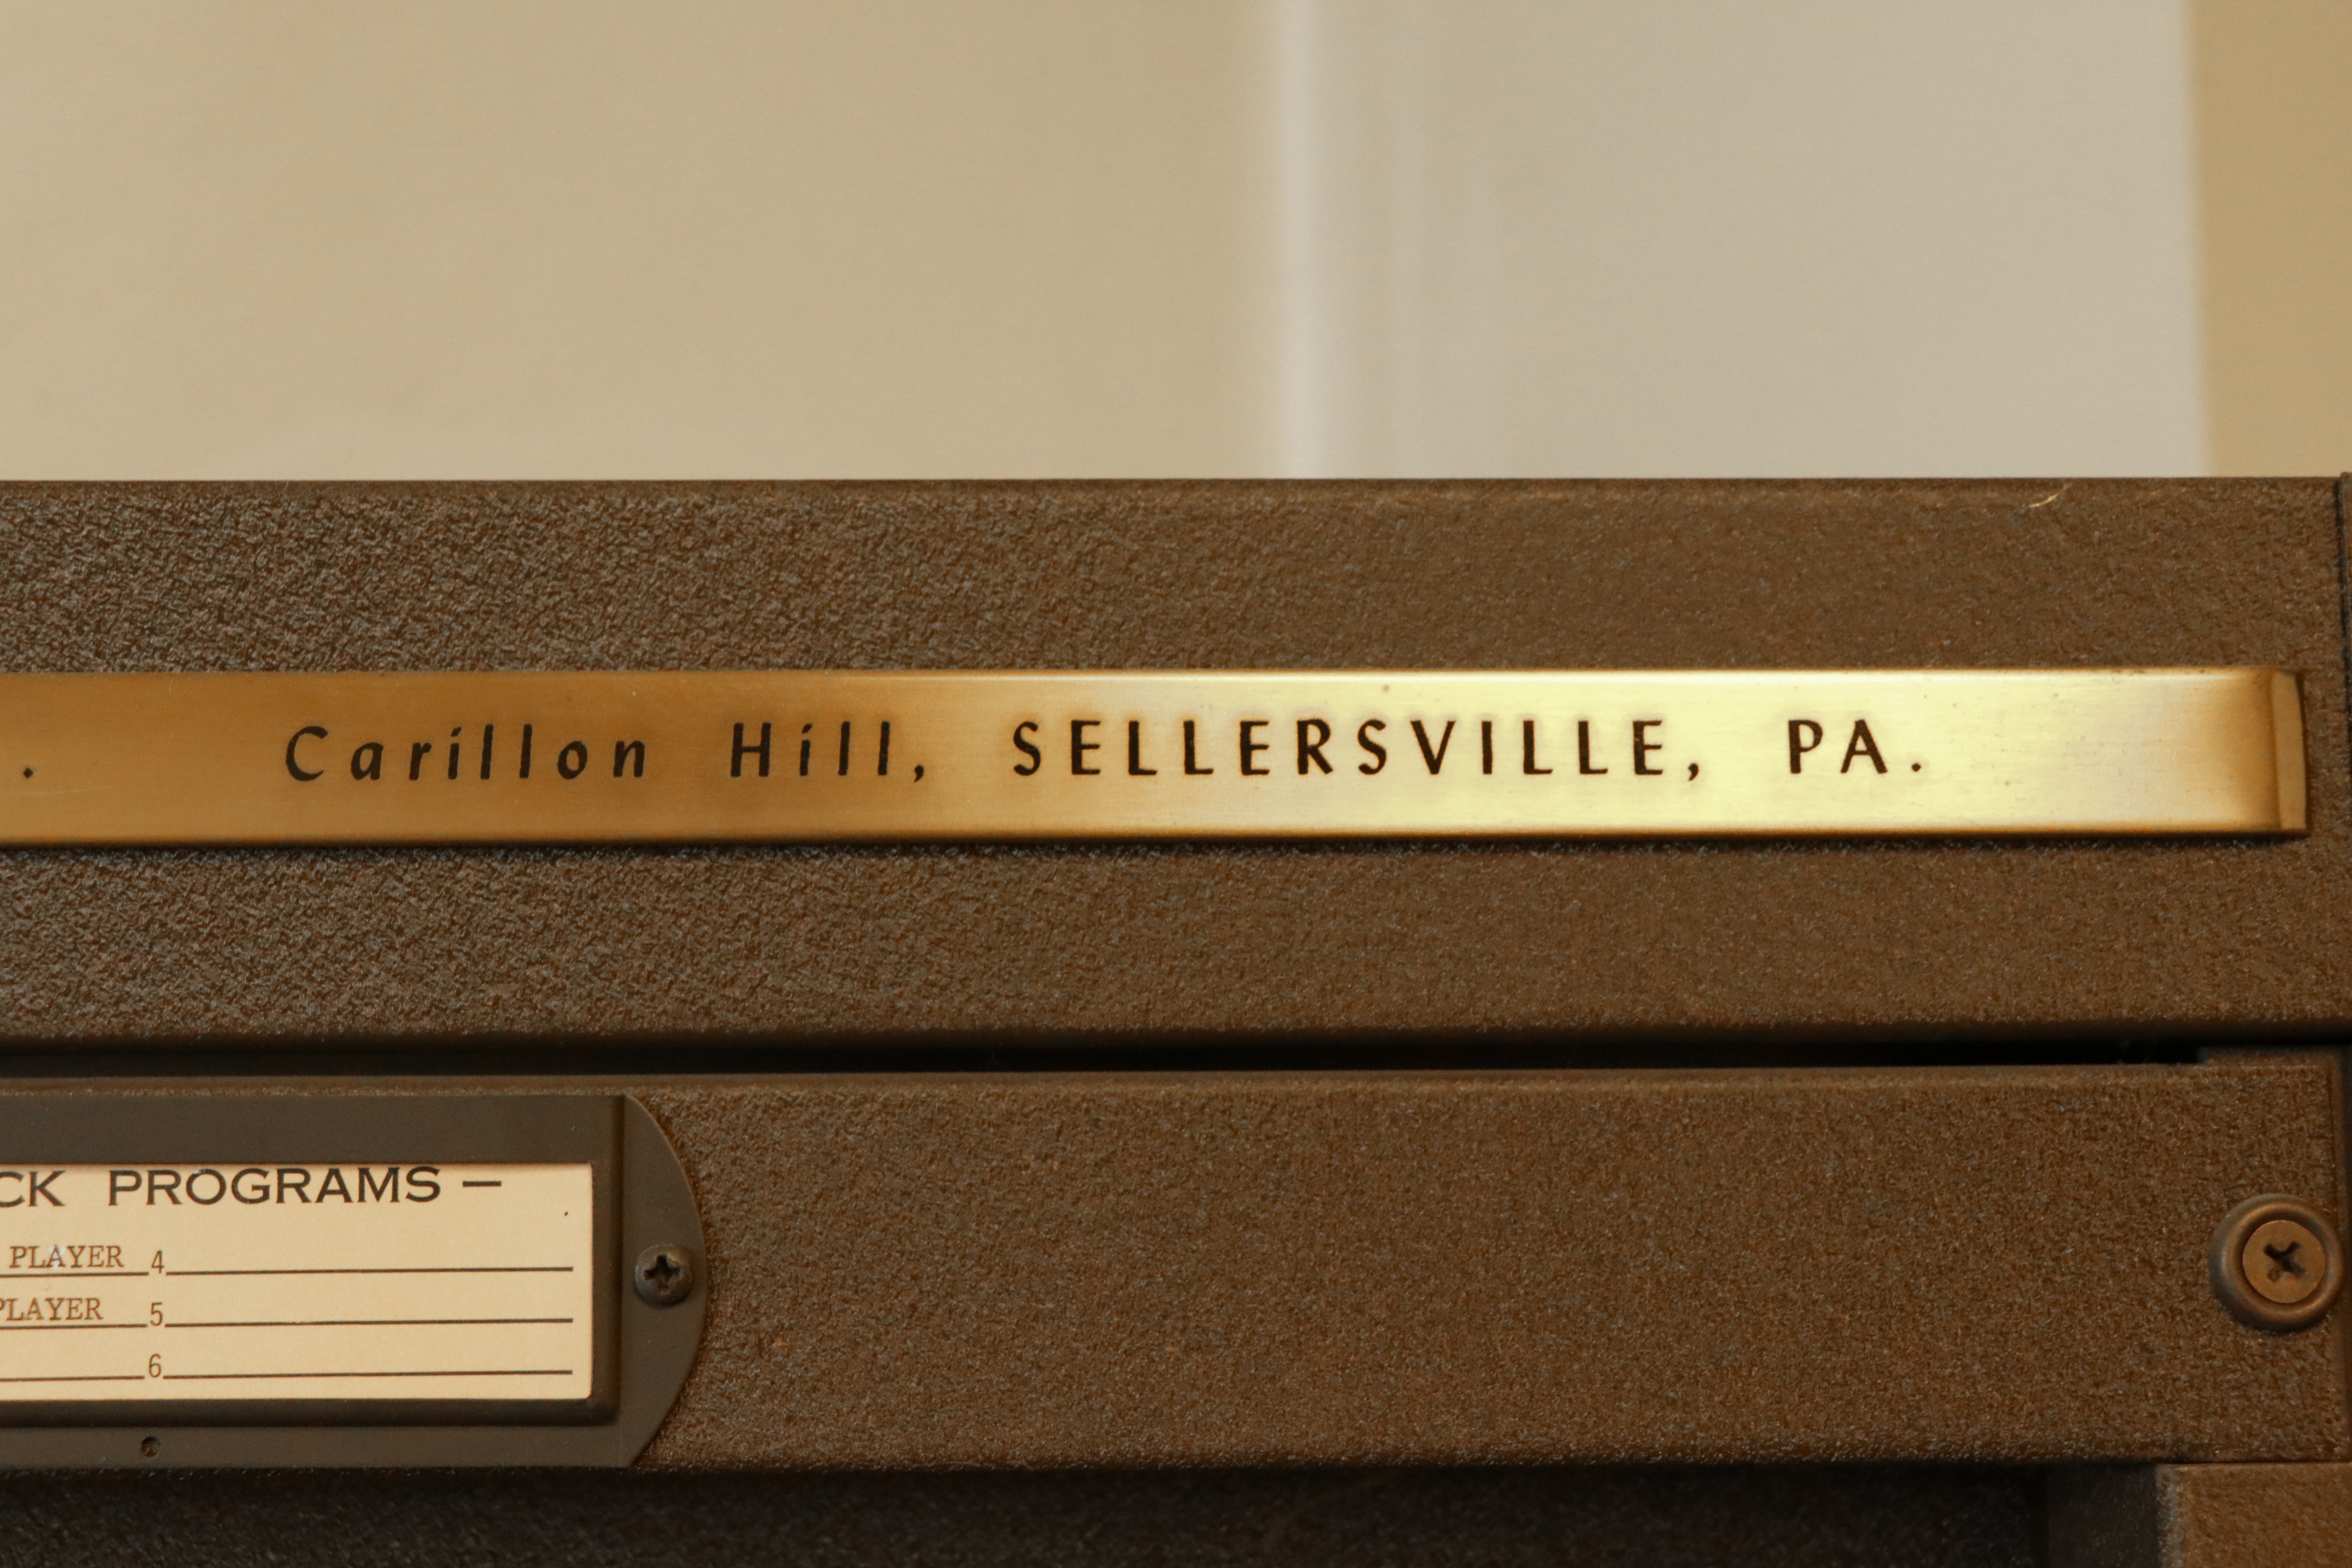 . Carillon Hill, SELLERSVILLE, PA.
CK PROGRAMS —
PLAYER 4
PLAYER 5
6